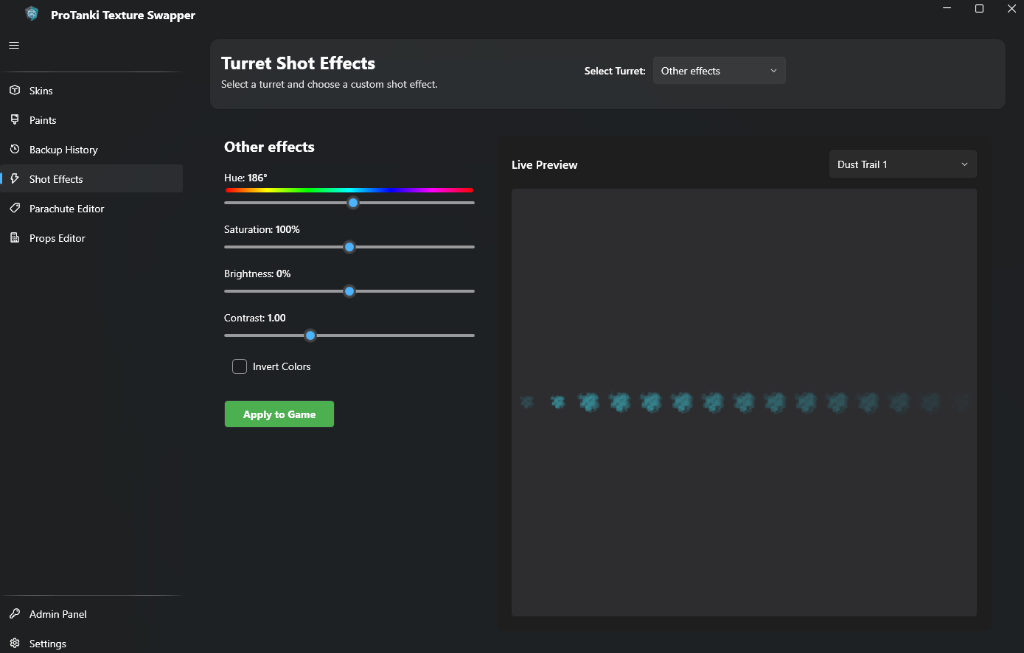 ProTanki Texture Swapper
Turret Shot Effects
Select a turret and choose a custom shot effect.
Select Turret:
Other effects
Skins
Paints
Backup History
Shot Effects
Parachute Editor
Props Editor
Other effects
Hue: 186°
Saturation: 100%
Brightness: 0%
Contrast: 1.00
Invert Colors
Apply to Game
Live Preview
Dust Trail 1
Admin Panel
Settings